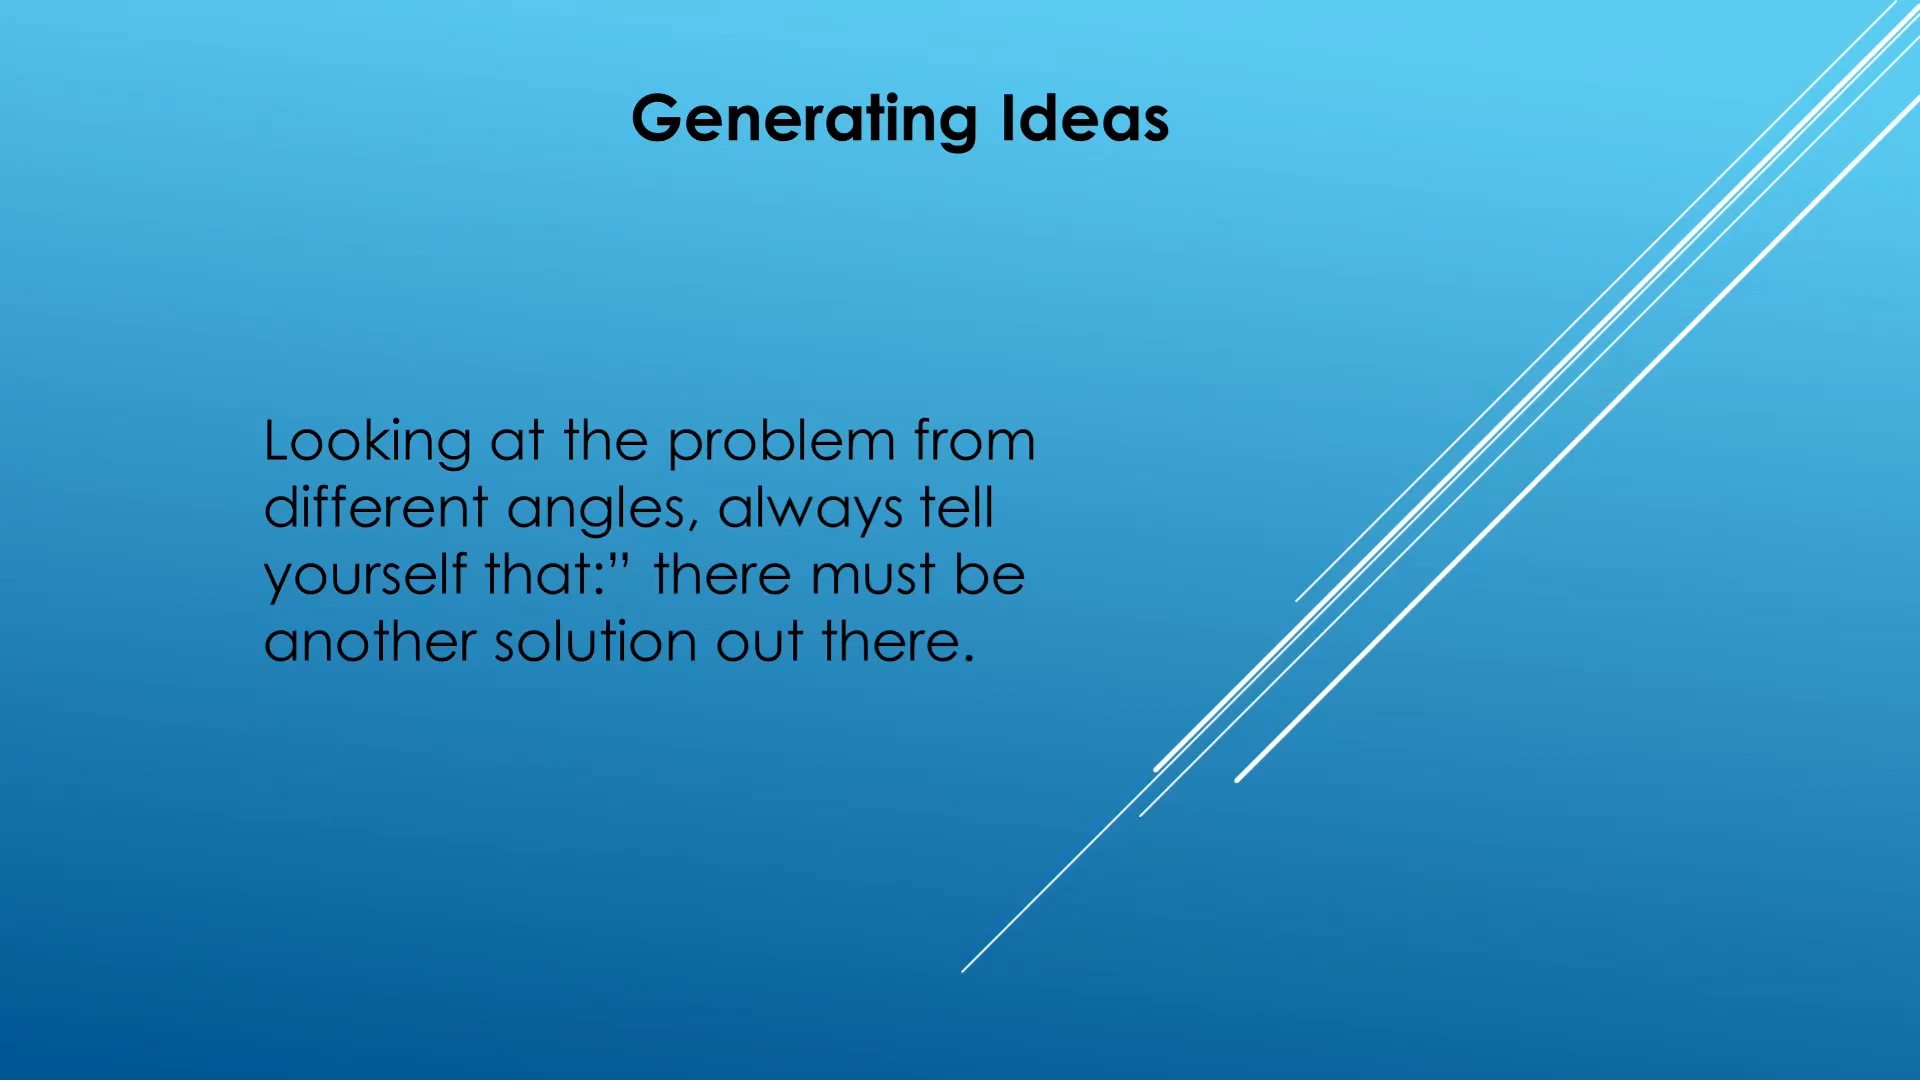 Generating Ideas
Looking at the problem from
different angles, always tell
yourself that:” there must be
another solution out there.